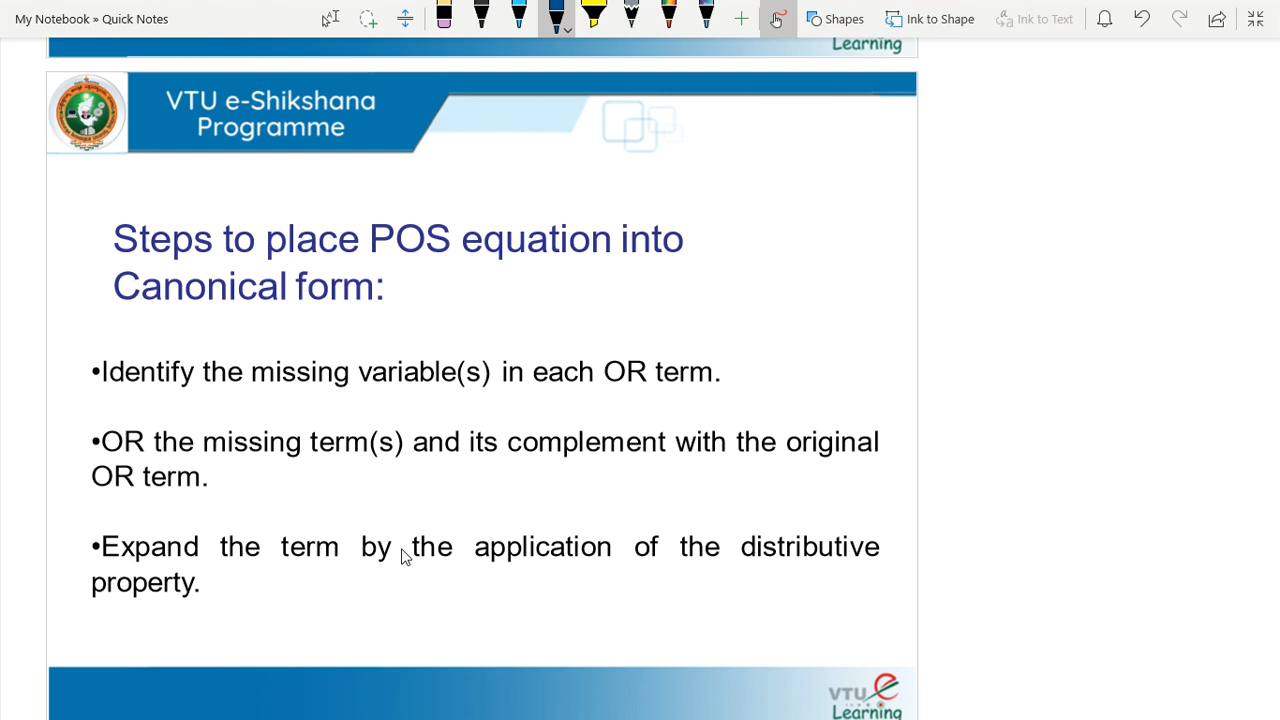 My Notebook » Quick Notes
Shapes
Ink to Shape
Ink to Text
Learning
VTU e-Shikshana
Programme
Steps to place POS equation into
Canonical form:
•Identify the missing variable(s) in each OR term.
•OR the missing term(s) and its complement with the original
OR term.
•Expand the term by the application of the distributive
property.
VTU e
Learning